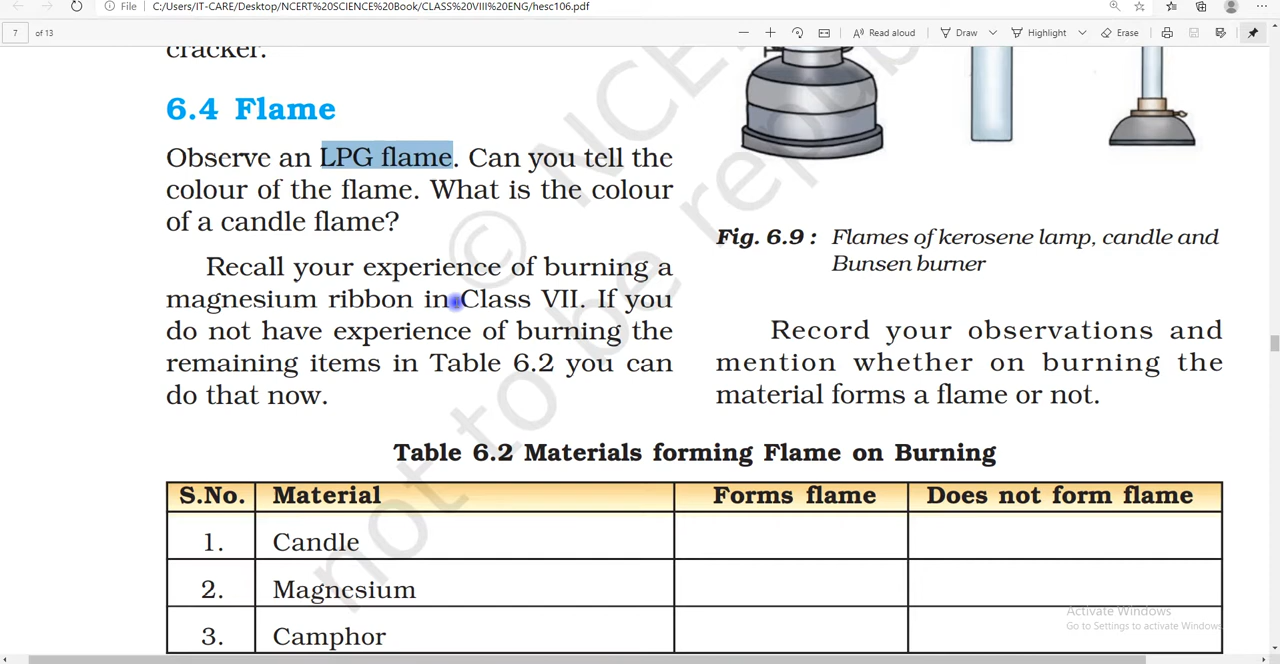 File C:/Users/IT-CARE/Desktop/NCERT%20SCIENCE%20Book/CLASS%20VIII%20ENG/hesc106.pdf
7 of 13 Read aloud Draw Highlight Erase
cracker.
6.4 Flame
Observe an LPG flame. Can you tell the
colour of the flame. What is the colour
of a candle flame?
Recall your experience of burning a
magnesium ribbon in Class VII. If you
do not have experience of burning the
remaining items in Table 6.2 you can
do that now.
Fig. 6.9 : Flames of kerosene lamp, candle and
Bunsen burner
Record your observations and
mention whether on burning the
material forms a flame or not.
Table 6.2 Materials forming Flame on Burning
S.No. Material Forms flame Does not form flame
1. Candle
2. Magnesium
3. Camphor
© NCE
not to be repub
Activate Windows
Go to Settings to activate Windows